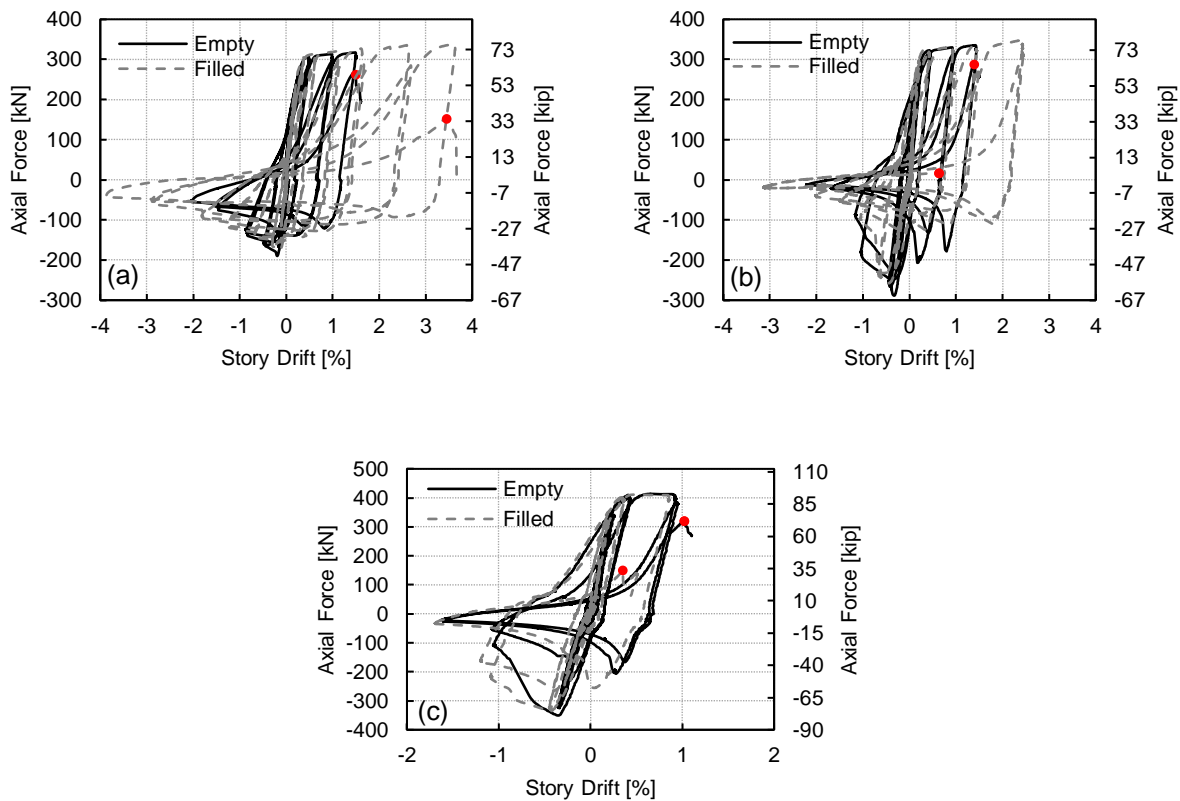 400
300
200
100
0
-100
-200
-300
Axial Force [kN]
Empty
Filled
(a)
73
53
33
13
-7
-27
-47
-67
Axial Force [kip]
-4 -3 -2 -1 0 1 2 3 4
Story Drift [%]
400
300
200
100
0
-100
-200
-300
Axial Force [kN]
Empty
Filled
(b)
73
53
33
13
-7
-27
-47
-67
Axial Force [kip]
-4 -3 -2 -1 0 1 2 3 4
Story Drift [%]
500
400
300
200
100
0
-100
-200
-300
-400
Axial Force [kN]
Empty
Filled
(c)
110
85
60
35
10
-15
-40
-65
-90
Axial Force [kip]
-2 -1 0 1 2
Story Drift [%]